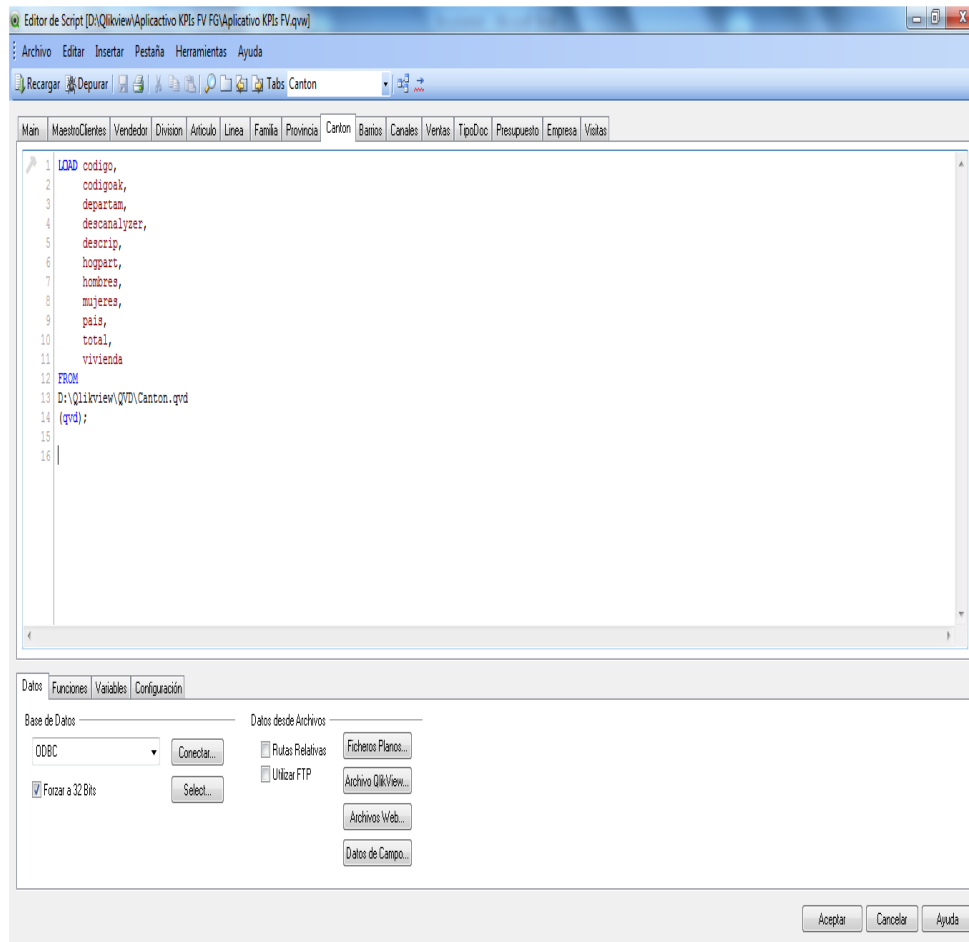 Editor de Script [D:\Qlikview\Aplicactivo KPIs FV FG\Aplicativo KPIs FV.qvw]
Archivo Editar Insertar Pestaña Herramientas Ayuda
Recargar Depurar Tabs Canton
Main MaestroClientes Vendedor Division Articulo Linea Familia Provincia Canton Barrios Canales Ventas TipoDoc Presupuesto Empresa Visitas
1 LOAD codigo,
2 codigoak,
3 departam,
4 descanalyzer,
5 descrip,
6 hogpart,
7 hombres,
8 mujeres,
9 pais,
10 total,
11 vivienda
12 FROM
13 D:\Qlikview\QVD\Canton.qvd
14 (qvd);
15
16
Datos Funciones Variables Configuración
Base de Datos
ODBC
Conectar...
Forzar a 32 Bits
Select...
Datos desde Archivos
Rutas Relativas
Utilizar FTP
Ficheros Planos...
Archivo QlikView...
Archivos Web...
Datos de Campo...
Aceptar Cancelar Ayuda